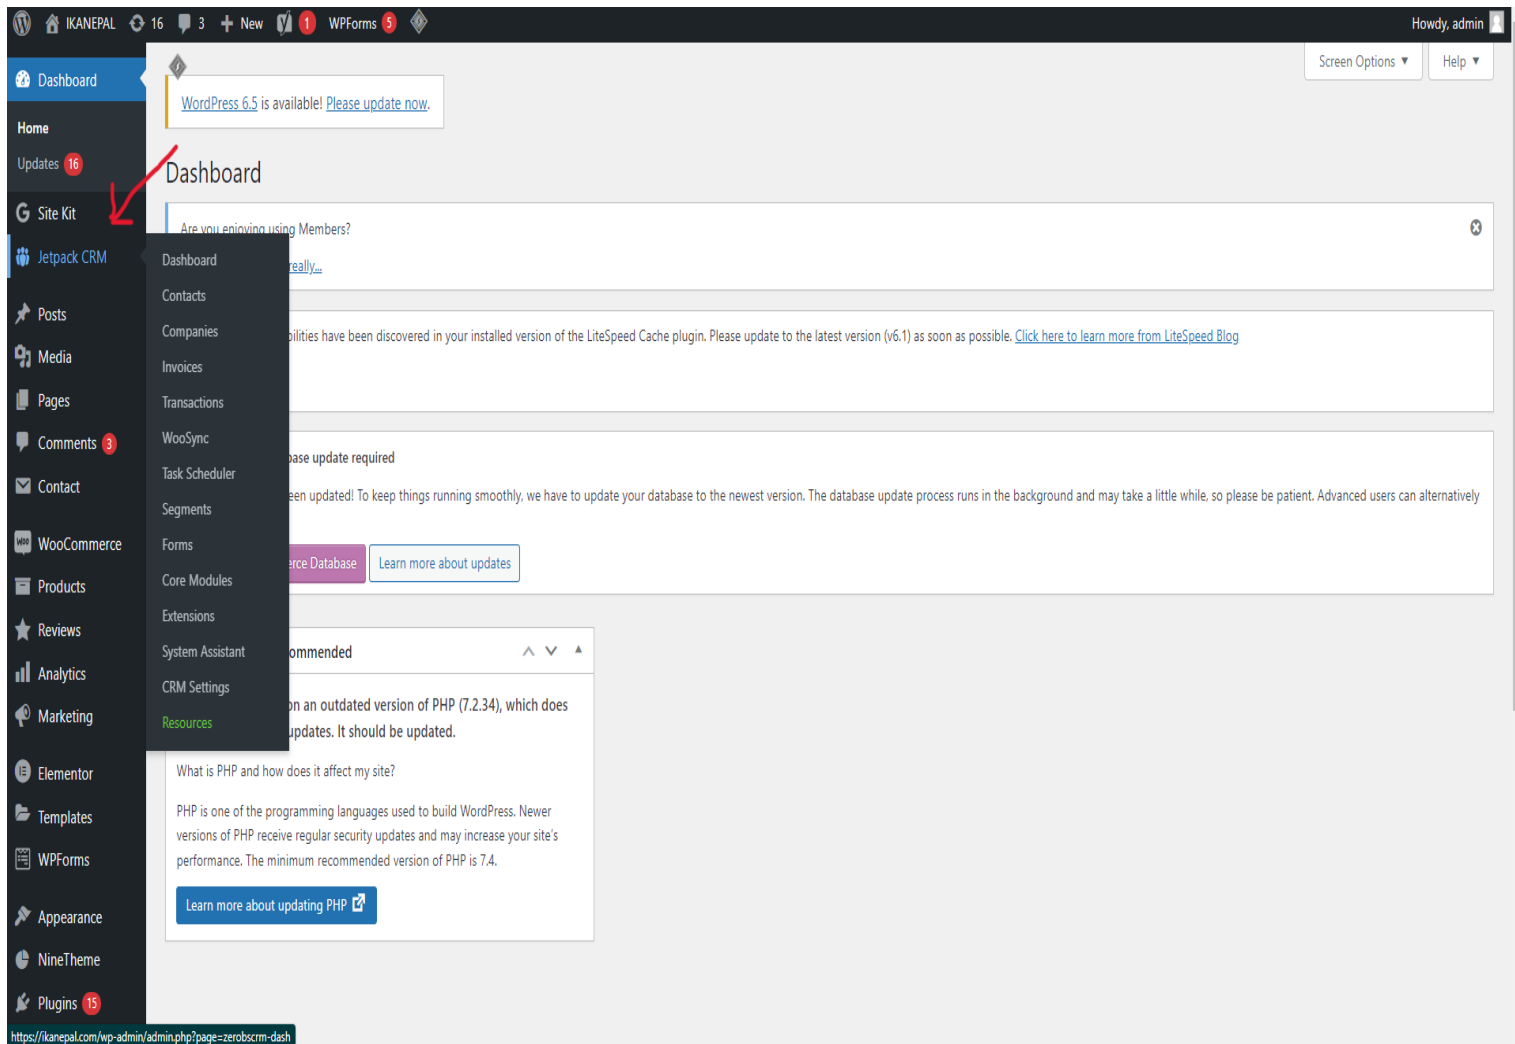 IKANEPAL 16 3 New 1 WPForms 5 Howdy, admin
Screen Options Help
WordPress 6.5 is available! Please update now.
Dashboard
Home
Updates 16
Site Kit
Jetpack CRM
Posts
Media
Pages
Comments 3
Contact
WooCommerce
Products
Reviews
Analytics
Marketing
Elementor
Templates
WPForms
Appearance
NineTheme
Plugins 15
Dashboard
Contacts
Companies
Invoices
Transactions
WooSync
Task Scheduler
Segments
Forms
Core Modules
Extensions
System Assistant
CRM Settings
Resources
Dashboard
Are you enjoying using Members?
really...
bilities have been discovered in your installed version of the LiteSpeed Cache plugin. Please update to the latest version (v6.1) as soon as possible. Click here to learn more from LiteSpeed Blog
base update required
een updated! To keep things running smoothly, we have to update your database to the newest version. The database update process runs in the background and may take a little while, so please be patient. Advanced users can alternatively
erce Database Learn more about updates
ommended
on an outdated version of PHP (7.2.34), which does
updates. It should be updated.
What is PHP and how does it affect my site?
PHP is one of the programming languages used to build WordPress. Newer
versions of PHP receive regular security updates and may increase your site's
performance. The minimum recommended version of PHP is 7.4.
Learn more about updating PHP
https://ikanepal.com/wp-admin/admin.php?page=zerobscrm-dash